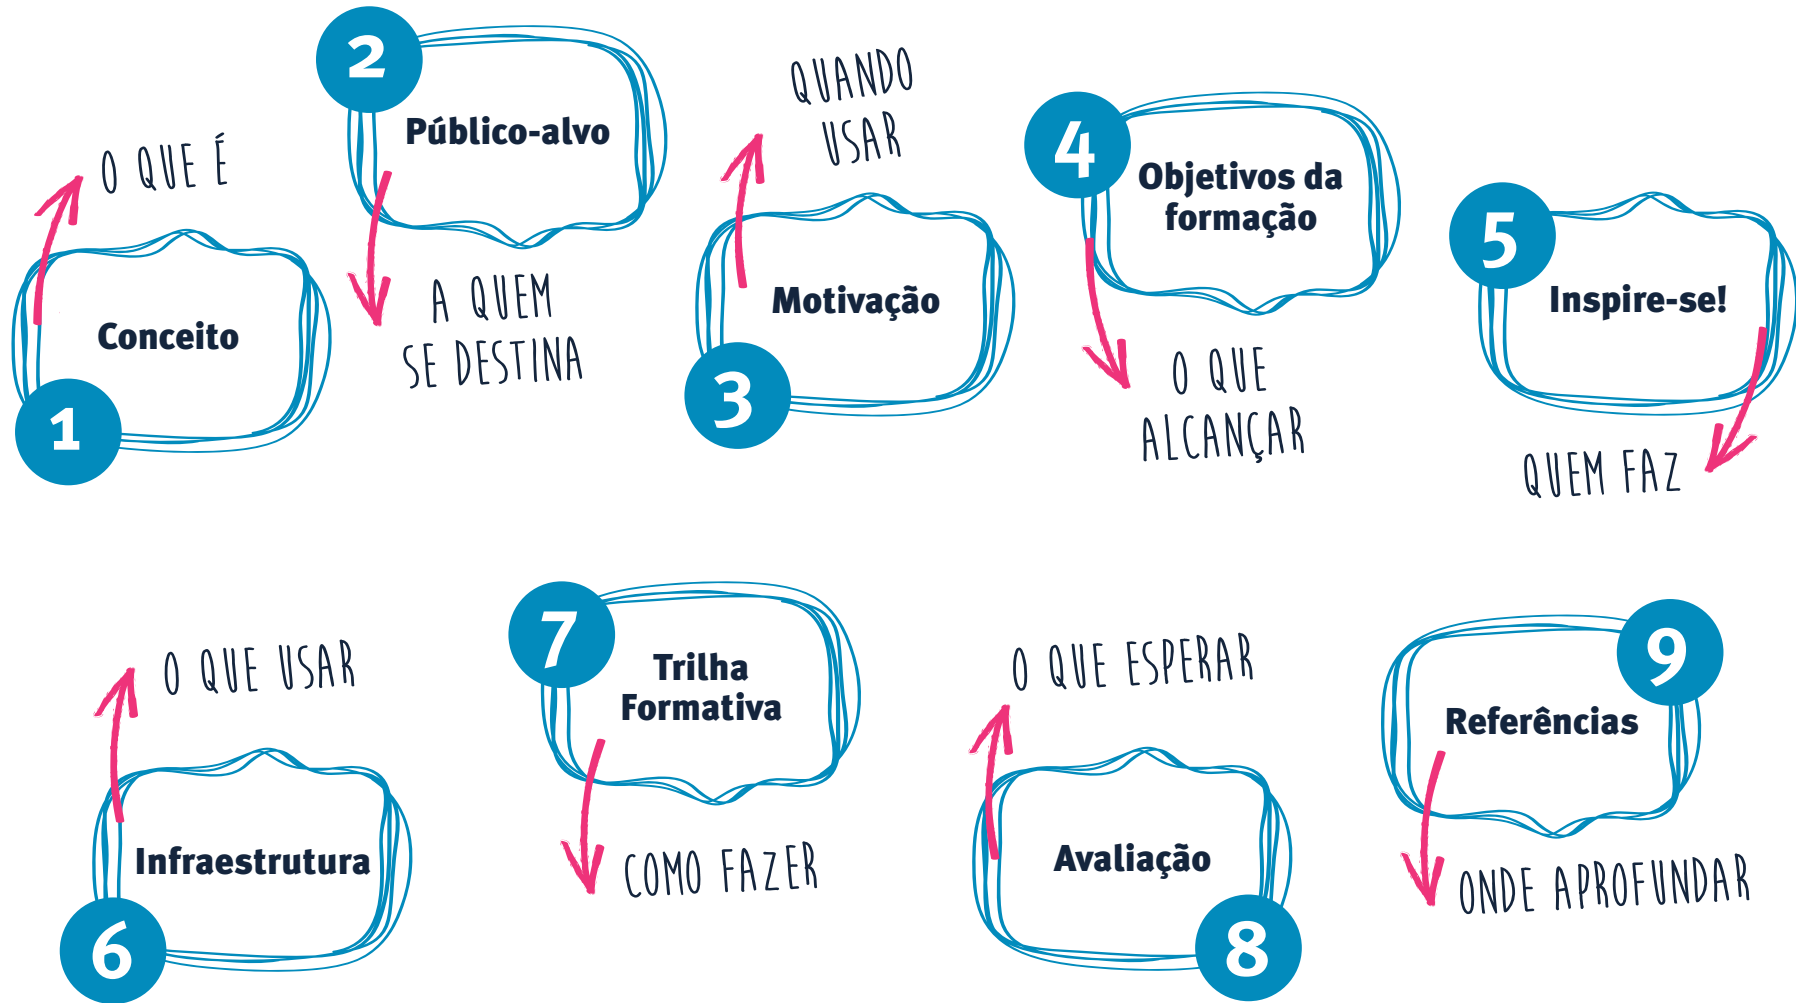 1
Conceito
O QUE É
2
Público-alvo
A QUEM
SE DESTINA
3
Motivação
QUANDO
USAR
4
Objetivos da
formação
O QUE
ALCANÇAR
5
Inspire-se!
QUEM FAZ
6
Infraestrutura
O QUE USAR
7
Trilha
Formativa
COMO FAZER
8
Avaliação
O QUE ESPERAR
9
Referências
ONDE APROFUNDAR